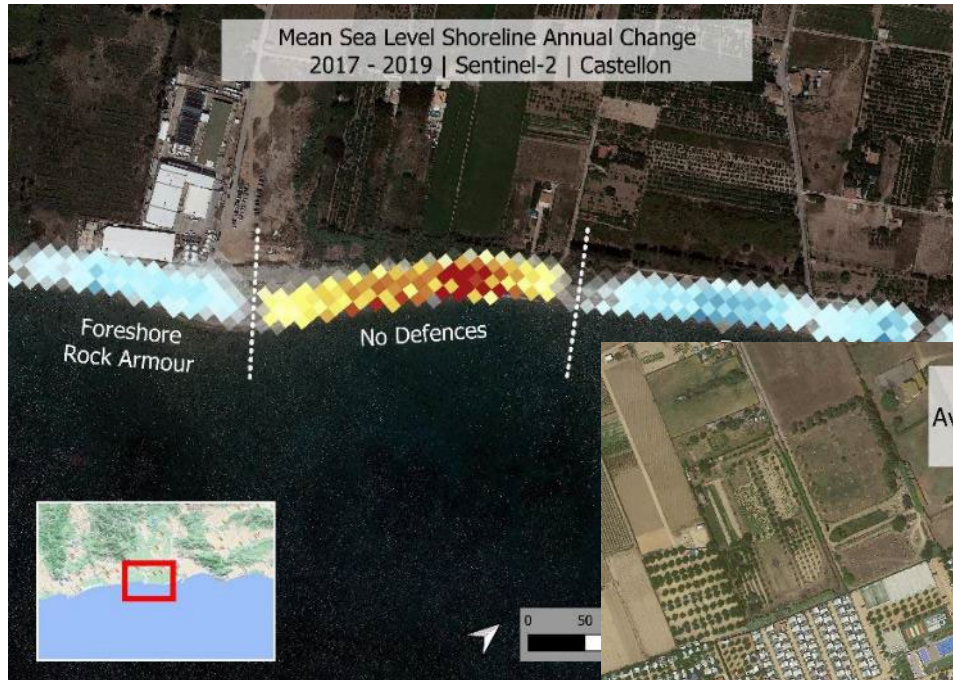 Mean Sea Level Shoreline Annual Change
2017 - 2019 | Sentinel-2 | Castellon
Foreshore
Rock Armour
No Defences
0 50